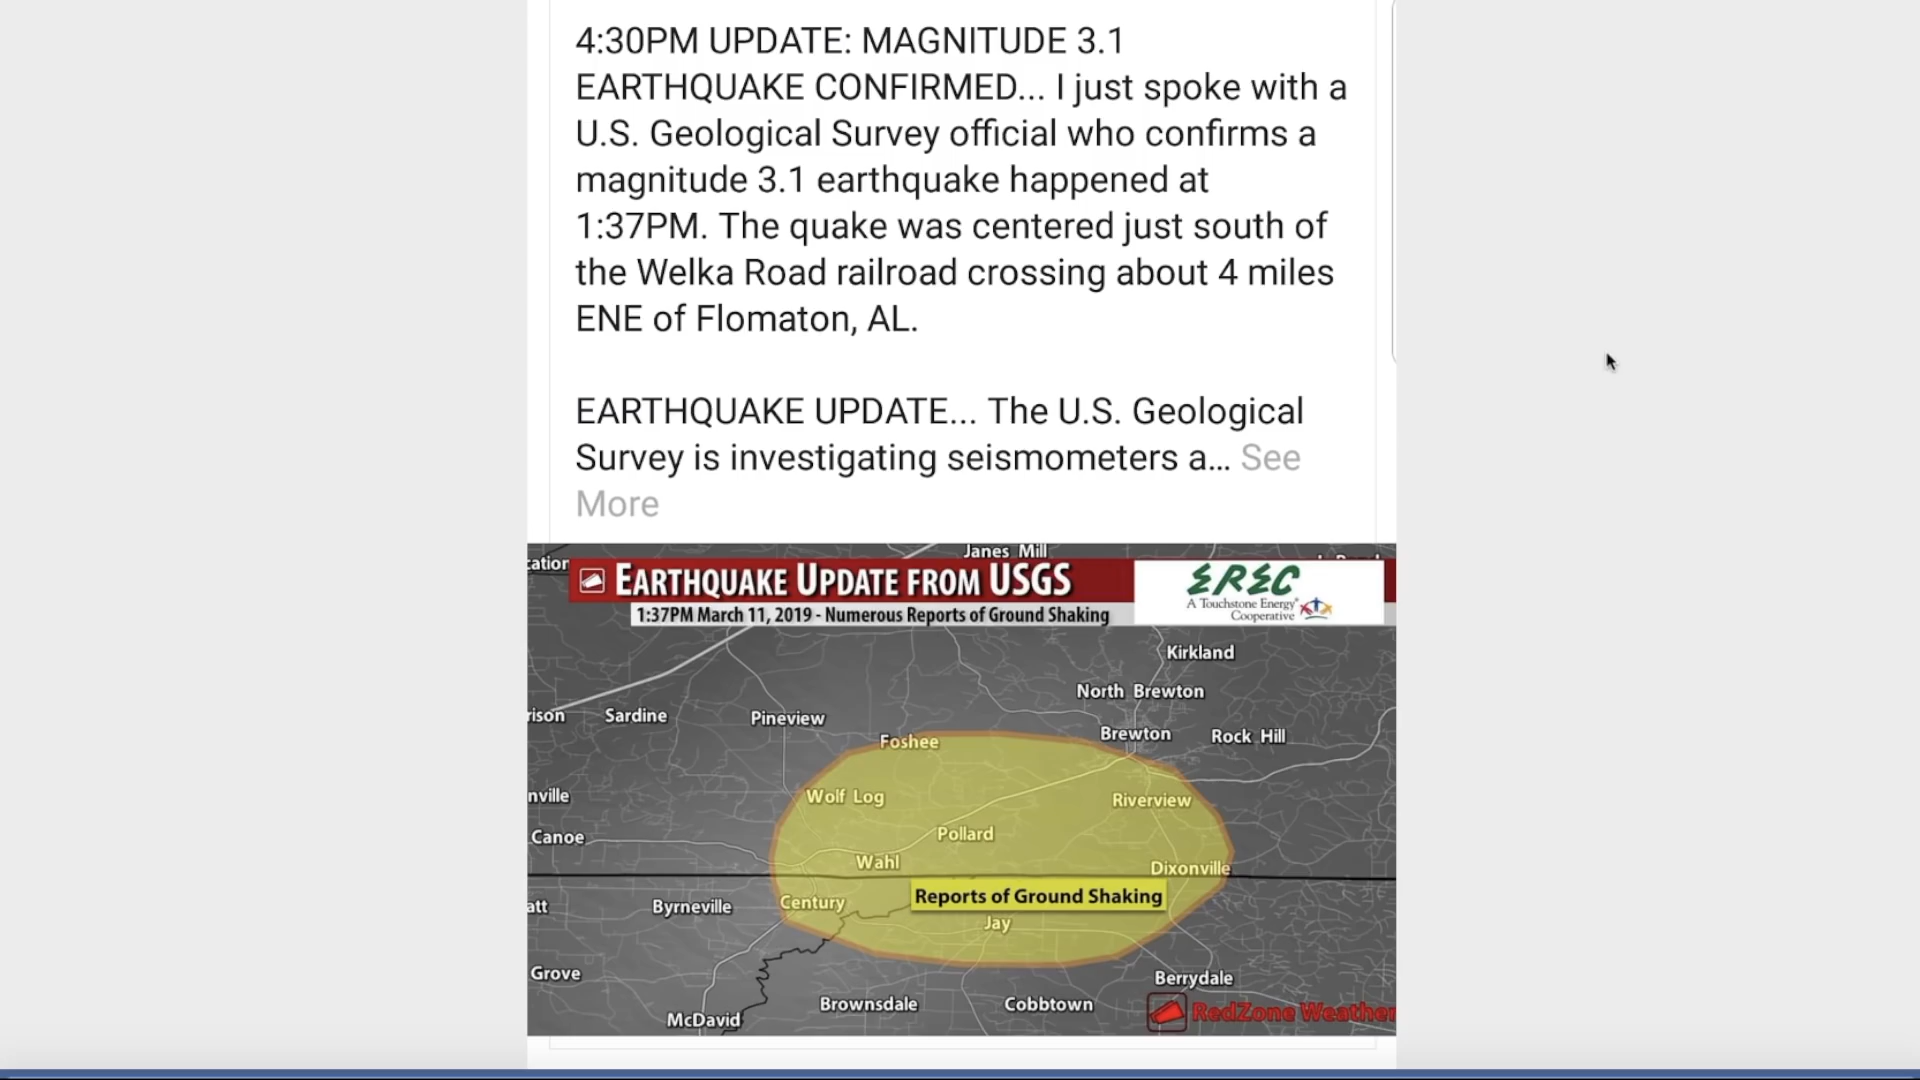 4:30PM UPDATE: MAGNITUDE 3.1
EARTHQUAKE CONFIRMED... I just spoke with a
U.S. Geological Survey official who confirms a
magnitude 3.1 earthquake happened at
1:37PM. The quake was centered just south of
the Welka Road railroad crossing about 4 miles
ENE of Flomaton, AL.
EARTHQUAKE UPDATE... The U.S. Geological
Survey is investigating seismometers a... See
More
Janes Mill
EARTHQUAKE UPDATE FROM USGS
1:37PM March 11, 2019 - Numerous Reports of Ground Shaking
EREC
A Touchstone Energy
Cooperative
Kirkland
North Brewton
Sardine
Pineview
Foshee
Brewton
Rock Hill
nville
Wolf Log
Riverview
Canoe
Pollard
Wahl
Dixonville
Reports of Ground Shaking
Byrneville
Century
Jay
Grove
Berrydale
Brownsdale
Cobbtown
McDavid
RedZone Weather